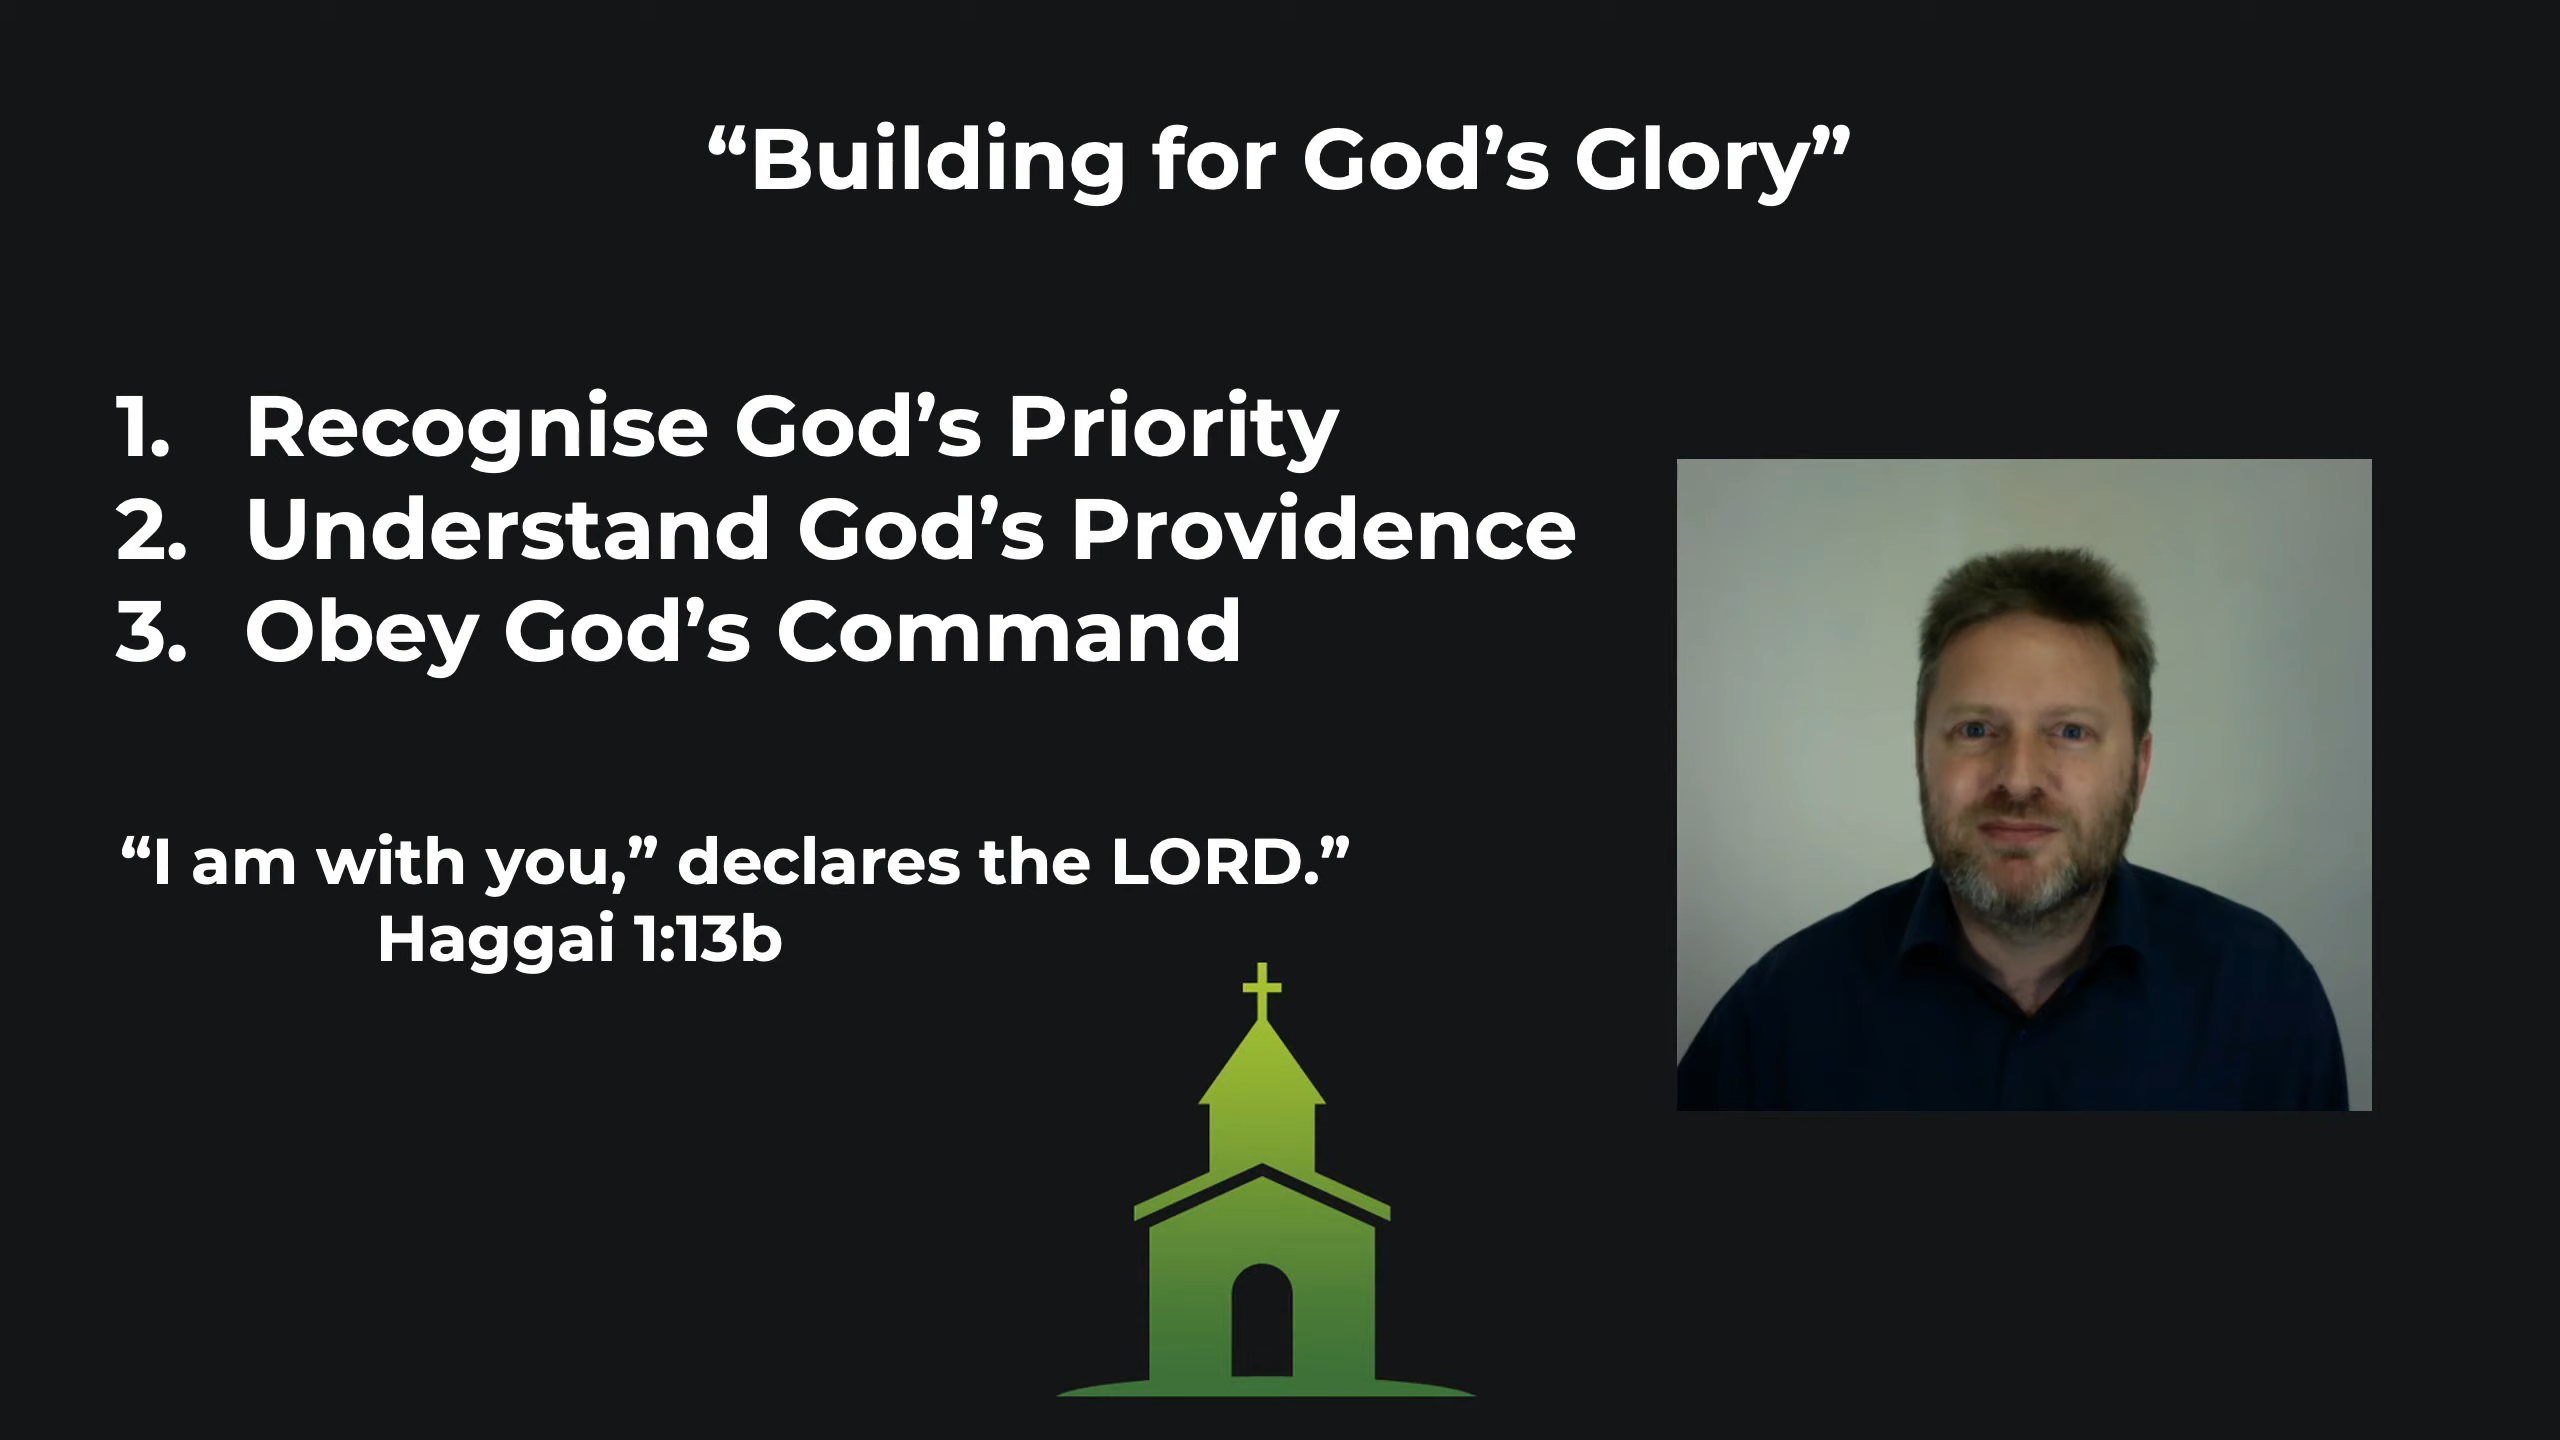 “Building for God’s Glory”
1. Recognise God’s Priority
2. Understand God’s Providence
3. Obey God’s Command
“I am with you,” declares the LORD.”
Haggai 1:13b